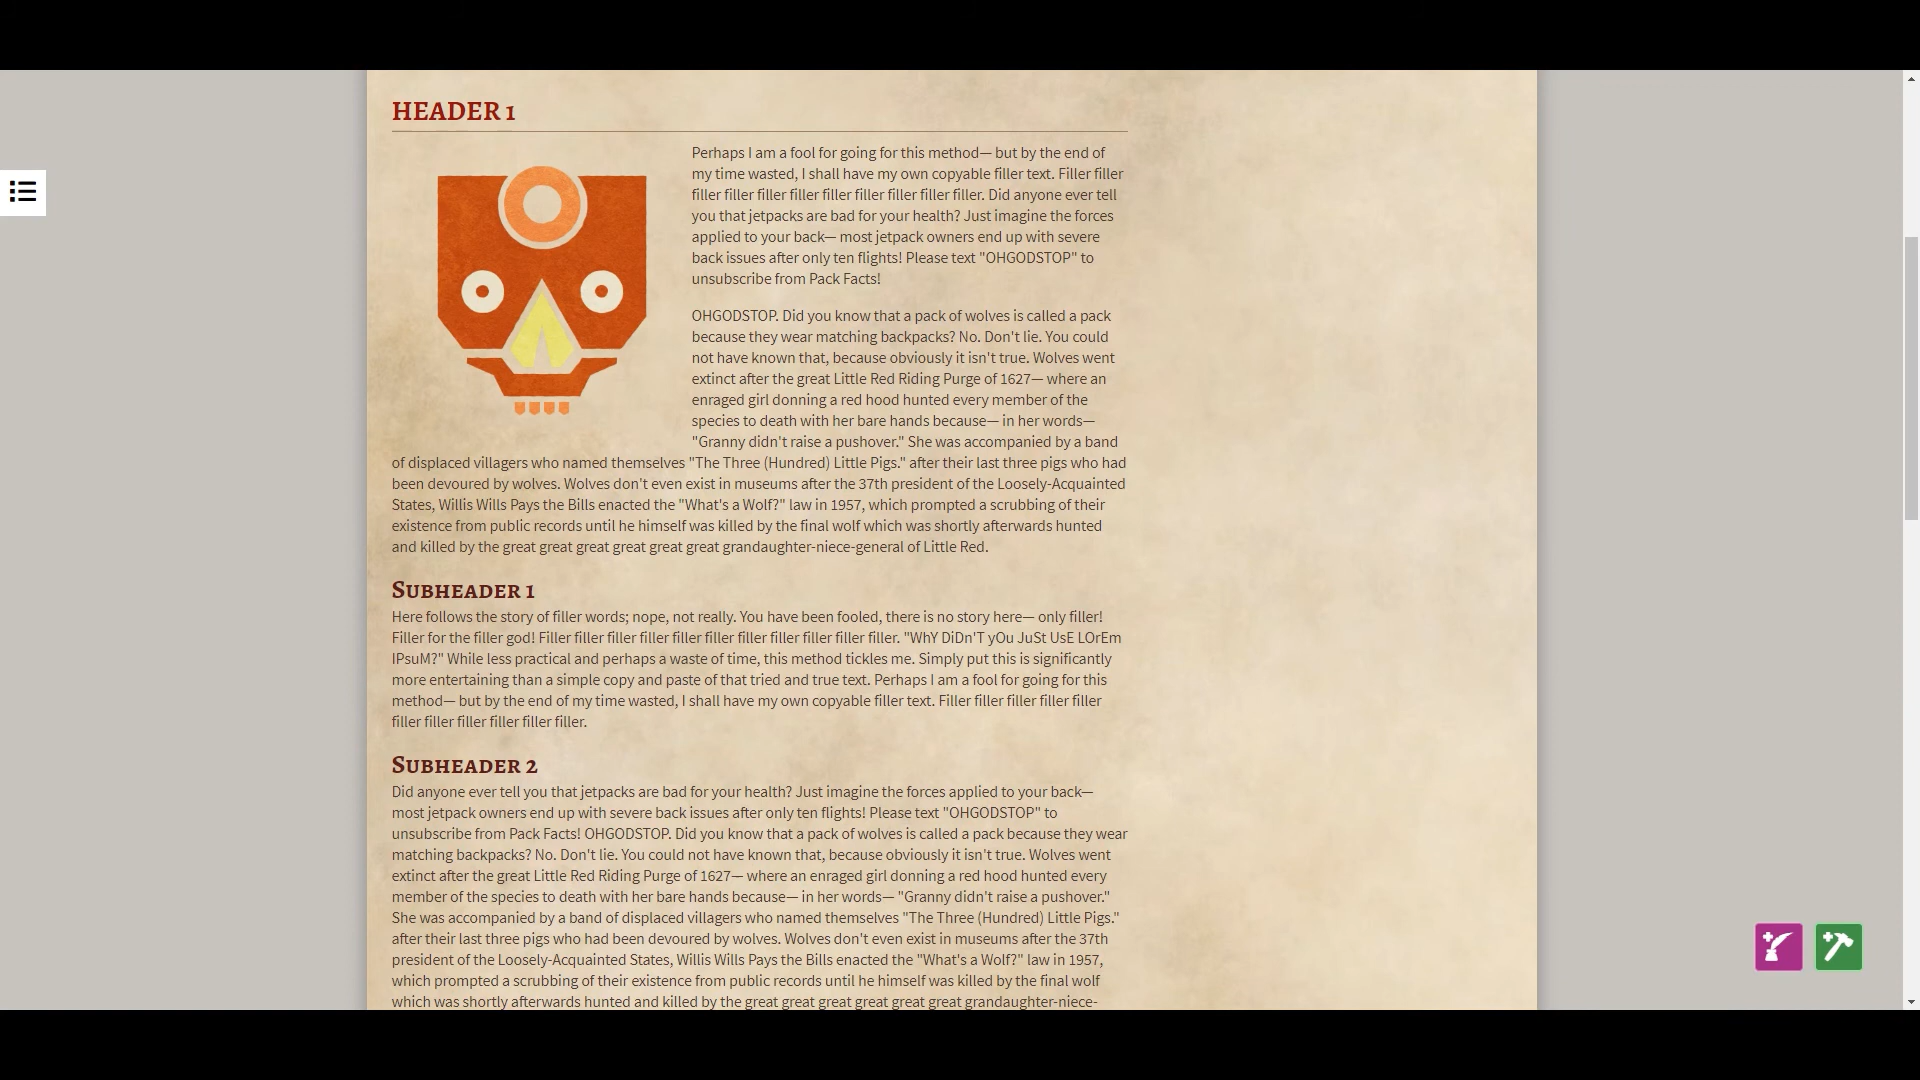 HEADER 1
Perhaps I am a fool for going for this method— but by the end of
my time wasted, I shall have my own copyable filler text. Filler filler
filler filler filler filler filler filler filler filler filler. Did anyone ever tell
you that jetpacks are bad for your health? Just imagine the forces
applied to your back— most jetpack owners end up with severe
back issues after only ten flights! Please text "OHGODSTOP" to
unsubscribe from Pack Facts!
OHGODSTOP. Did you know that a pack of wolves is called a pack
because they wear matching backpacks? No. Don't lie. You could
not have known that, because obviously it isn't true. Wolves went
extinct after the great Little Red Riding Purge of 1627— where an
enraged girl donning a red hood hunted every member of the
species to death with her bare hands because— in her words—
"Granny didn't raise a pushover." She was accompanied by a band
of displaced villagers who named themselves "The Three (Hundred) Little Pigs." after their last three pigs who had
been devoured by wolves. Wolves don't even exist in museums after the 37th president of the Loosely-Acquainted
States, Willis Wills Pays the Bills enacted the "What's a Wolf?" law in 1957, which prompted a scrubbing of their
existence from public records until he himself was killed by the final wolf which was shortly afterwards hunted
and killed by the great great great great great great grandaughter-niece-general of Little Red.
SUBHEADER 1
Here follows the story of filler words; nope, not really. You have been fooled, there is no story here— only filler!
Filler for the filler god! Filler filler filler filler filler filler filler filler filler filler filler. "WhY DiDn'T yOu JuSt UsE LOrEm
IPsuM?" While less practical and perhaps a waste of time, this method tickles me. Simply put this is significantly
more entertaining than a simple copy and paste of that tried and true text. Perhaps I am a fool for going for this
method— but by the end of my time wasted, I shall have my own copyable filler text. Filler filler filler filler filler
filler filler filler filler filler filler.
SUBHEADER 2
Did anyone ever tell you that jetpacks are bad for your health? Just imagine the forces applied to your back—
most jetpack owners end up with severe back issues after only ten flights! Please text "OHGODSTOP" to
unsubscribe from Pack Facts! OHGODSTOP. Did you know that a pack of wolves is called a pack because they wear
matching backpacks? No. Don't lie. You could not have known that, because obviously it isn't true. Wolves went
extinct after the great Little Red Riding Purge of 1627— where an enraged girl donning a red hood hunted every
member of the species to death with her bare hands because— in her words— "Granny didn't raise a pushover."
She was accompanied by a band of displaced villagers who named themselves "The Three (Hundred) Little Pigs."
after their last three pigs who had been devoured by wolves. Wolves don't even exist in museums after the 37th
president of the Loosely-Acquainted States, Willis Wills Pays the Bills enacted the "What's a Wolf?" law in 1957,
which prompted a scrubbing of their existence from public records until he himself was killed by the final wolf
which was shortly afterwards hunted and killed by the great great great great great great grandaughter-niece-